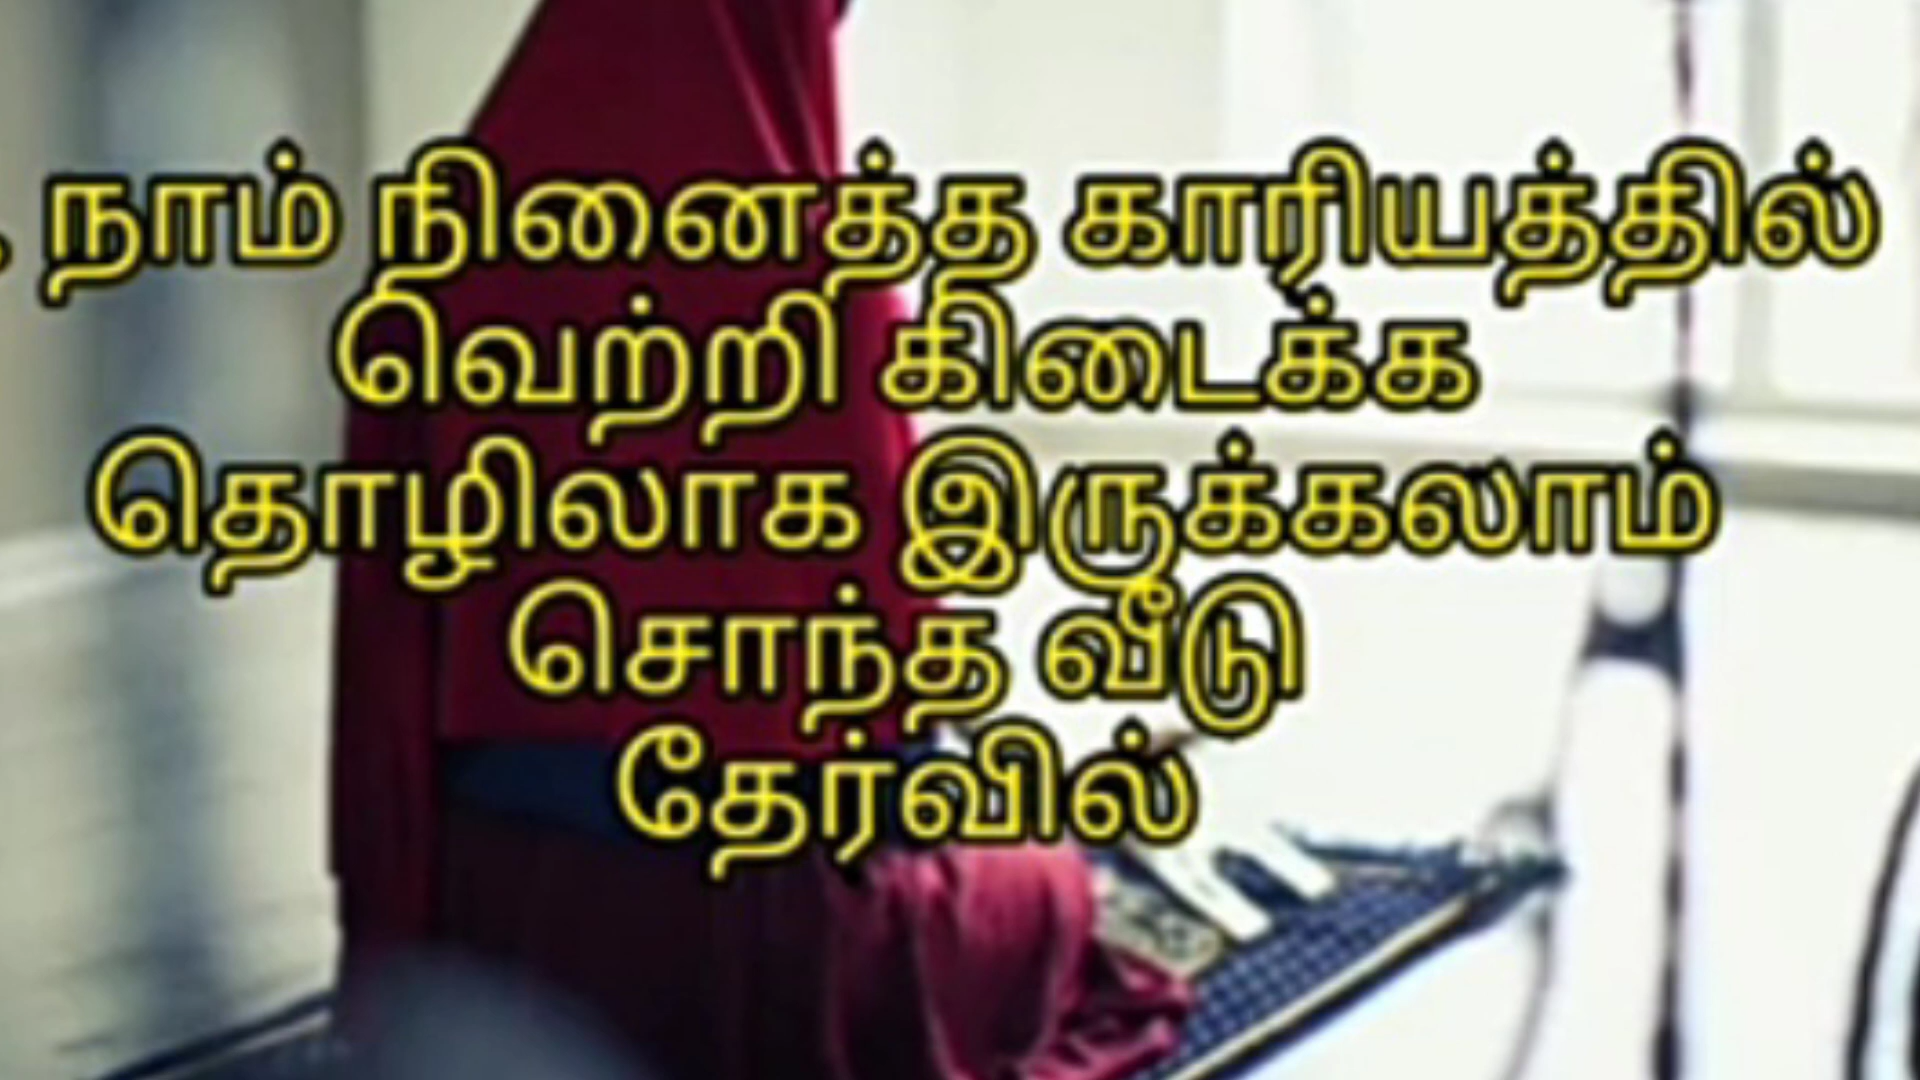 நாம் நினைத்த காரியத்தில்
வெற்றி கிடைக்க
தொழிலாக இருக்கலாம்
சொந்த வீடு
தேர்வில்